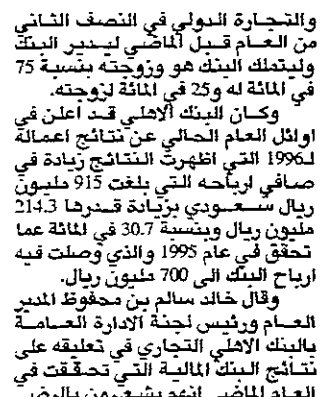 والتجارة الدولي في النصف الثاني
من العام قبل الماضي ليدير البنك
وليتملك البنك هو وزوجته بنسبة 75
في المائة له و25 في المائة لزوجته.
وكان البنك الاهلي قد اعلن في
اوائل العام الحالي عن نتائج اعماله
لـ1996 التي اظهرت النتائج زيادة في
صافي ارباحه التي بلغت 915 مليون
ريال سعودي بزيادة قدرها 214.3
مليون ريال وبنسبة 30.7 في المائة عما
تحقق في عام 1995 والذي وصلت فيه
ارباح البنك الى 700 مليون ريال.
وقال خالد سالم بن محفوظ المدير
العام ورئيس لجنة الادارة العامة
بالبنك الاهلي التجاري في تعليقه على
نتائج البنك المالية التي تحققت في
العام الماضي انهم يشعرون